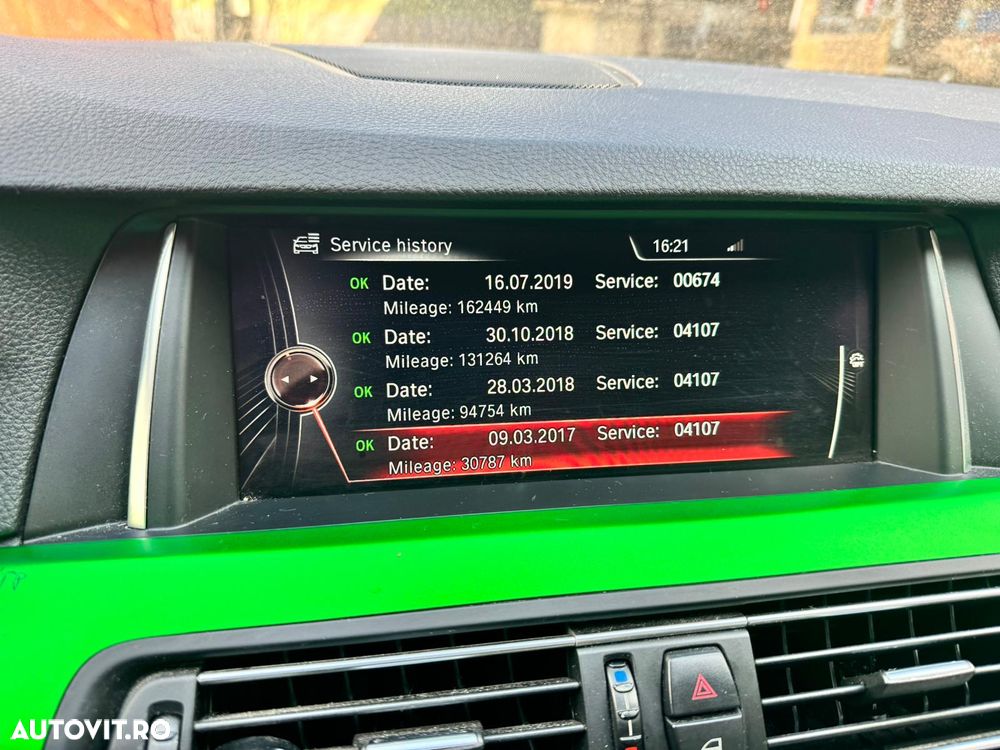 Service history 16:21
OK Date: 16.07.2019 Service: 00674
Mileage: 162449 km
OK Date: 30.10.2018 Service: 04107
Mileage: 131264 km
OK Date: 28.03.2018 Service: 04107
Mileage: 94754 km
OK Date: 09.03.2017 Service: 04107
Mileage: 30787 km
AUTOVIT.RO